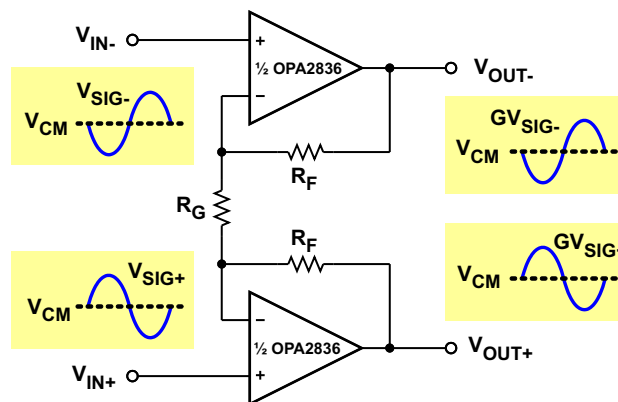 VIN-
+
½ OPA2836
−
VOUT-
VSIG-
VCM
GVSIG-
VCM
RF
RG
RF
VSIG+
VCM
GVSIG
VCM
−
½ OPA2836
+
VIN+
VOUT+